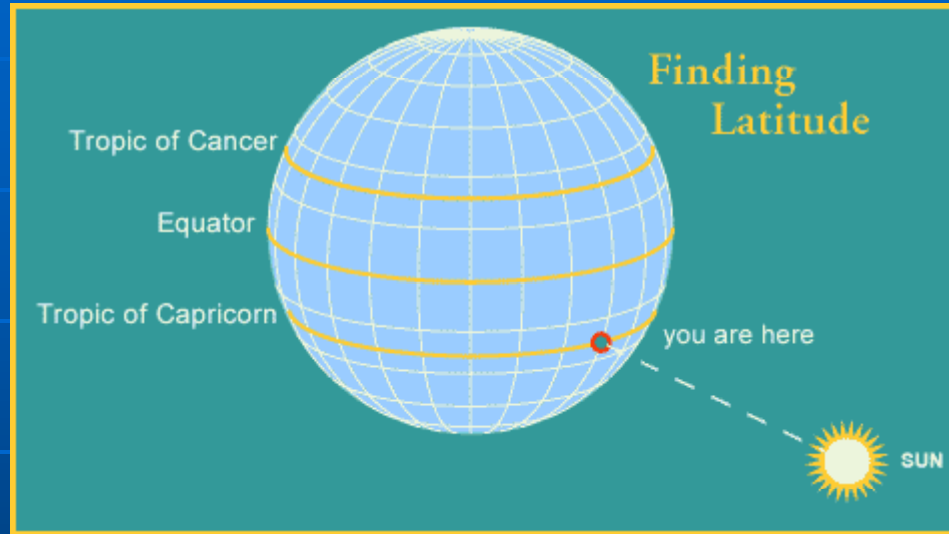 Finding
Latitude
Tropic of Cancer
Equator
Tropic of Capricorn
you are here
SUN